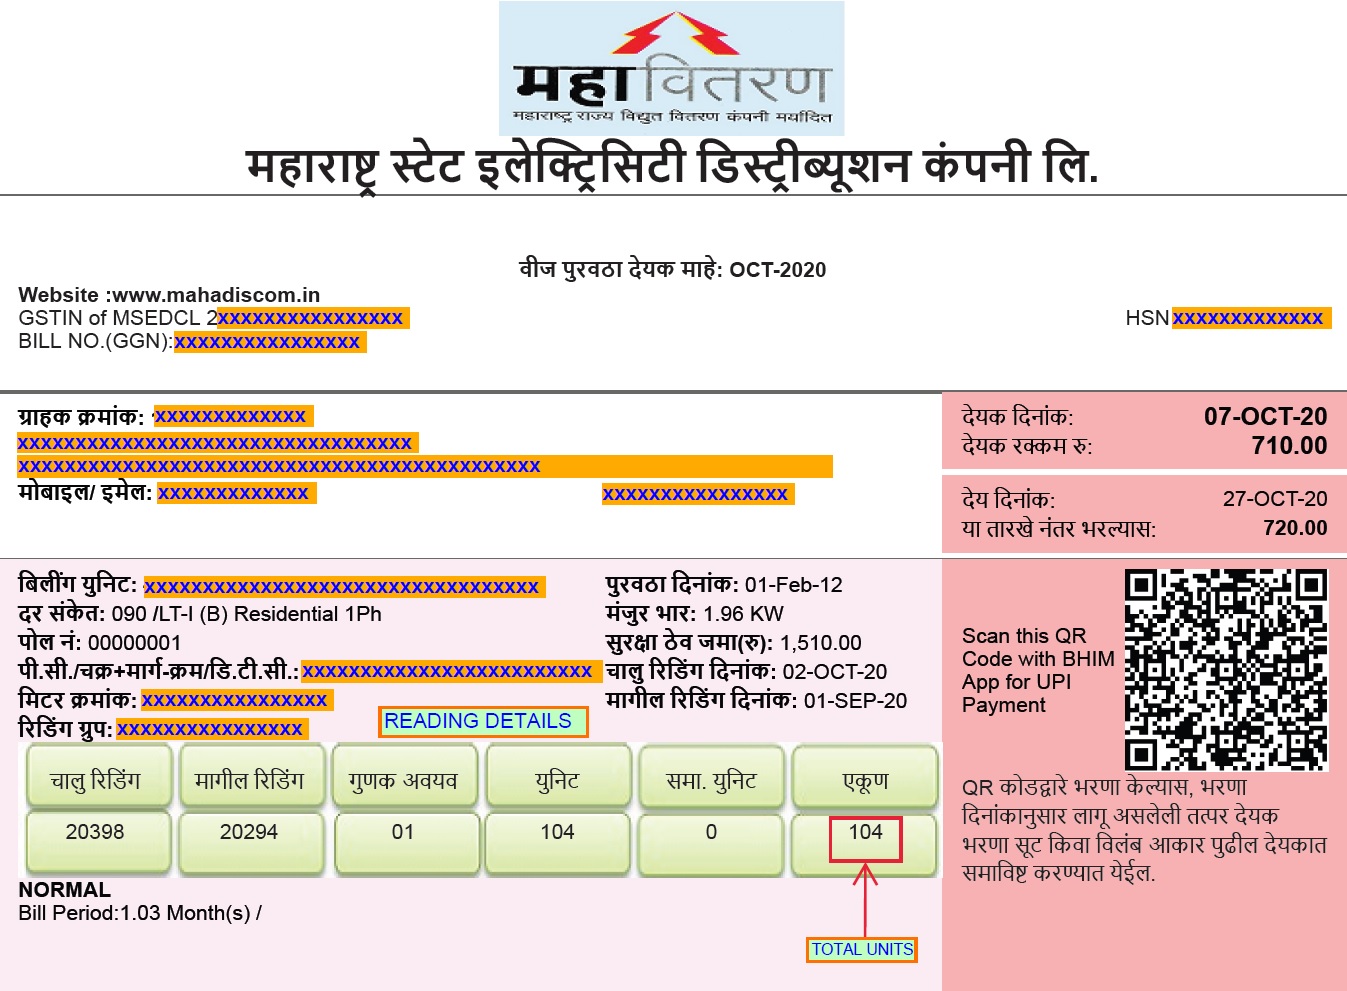 महावितरण
महाराष्ट्र राज्य विद्युत वितरण कंपनी मर्यादित
महाराष्ट्र स्टेट इलेक्ट्रिसिटी डिस्ट्रीब्यूशन कंपनी लि.
वीज पुरवठा देयक माहे: OCT-2020
Website :www.mahadiscom.in
GSTIN of MSEDCL 2xxxxxxxxxxxxxxxx
HSN xxxxxxxxxxxxx
BILL NO.(GGN):xxxxxxxxxxxxxxxx
ग्राहक क्रमांक: xxxxxxxxxxxxx
xxxxxxxxxxxxxxxxxxxxxxxxxxxxxxxxxx
xxxxxxxxxxxxxxxxxxxxxxxxxxxxxxxxxxxxxxxxxxxxx
मोबाइल/ इमेल: xxxxxxxxxxxxx xxxxxxxxxxxxxxxx
देयक दिनांक: 07-OCT-20
देयक रक्कम रु: 710.00
देय दिनांक: 27-OCT-20
या तारखे नंतर भरल्यास: 720.00
बिलींग युनिट: xxxxxxxxxxxxxxxxxxxxxxxxxxxxxxxxxx
दर संकेत: 090 /LT-I (B) Residential 1Ph
पोल नं: 00000001
पी.सी./चक्र+मार्ग-क्रम/डि.टी.सी.: xxxxxxxxxxxxxxxxxxxxxxxxx
मिटर क्रमांक: xxxxxxxxxxxxxxxx
रिडिंग ग्रुप: xxxxxxxxxxxxxxxx
पुरवठा दिनांक: 01-Feb-12
मंजुर भार: 1.96 KW
सुरक्षा ठेव जमा(रु): 1,510.00
चालु रिडिंग दिनांक: 02-OCT-20
मागील रिडिंग दिनांक: 01-SEP-20
READING DETAILS
चालु रिडिंग मागील रिडिंग गुणक अवयव युनिट समा. युनिट एकूण
20398 20294 01 104 0 104
NORMAL
Bill Period:1.03 Month(s) /
TOTAL UNITS
Scan this QR
Code with BHIM
App for UPI
Payment
QR कोडद्वारे भरणा केल्यास, भरणा
दिनांकानुसार लागू असलेली तत्पर देयक
भरणा सूट किवा विलंब आकार पुढील देयकात
समाविष्ट करण्यात येईल.